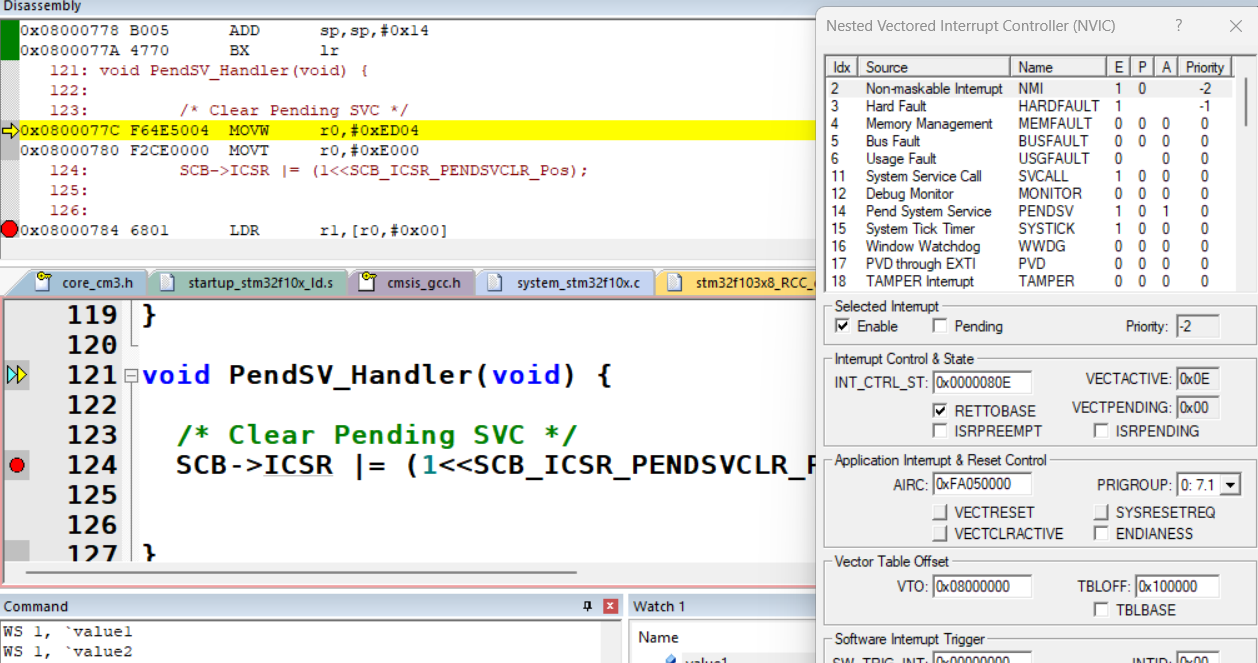 Disassembly
0x08000778 B005 ADD sp,sp,#0x14
0x0800077A 4770 BX lr
121: void PendSV_Handler(void) {
122:
123: /* Clear Pending SVC */
0x0800077C F64E5004 MOVW r0,#0xED04
0x08000780 F2CE0000 MOVT r0,#0xE000
124: SCB->ICSR |= (1<<SCB_ICSR_PENDSVCLR_Pos);
125:
126:
0x08000784 6801 LDR r1,[r0,#0x00]
core_cm3.h startup_stm32f10x_ld.s cmsis_gcc.h system_stm32f10x.c stm32f103x8_RCC_
119 }
120
121 void PendSV_Handler(void) {
122
123 /* Clear Pending SVC */
124 SCB->ICSR |= (1<<SCB_ICSR_PENDSVCLR_
125
126
127 }
Command
WS 1, `value1
WS 1, `value2
Watch 1
Name
value1
Nested Vectored Interrupt Controller (NVIC) ?
Idx Source Name E P A Priority
2 Non-maskable Interrupt NMI 1 0 -2
3 Hard Fault HARDFAULT 1 -1
4 Memory Management MEMFAULT 0 0 0 0
5 Bus Fault BUSFAULT 0 0 0 0
6 Usage Fault USGFAULT 0 0 0
11 System Service Call SVCALL 1 0 0 0
12 Debug Monitor MONITOR 0 0 0
14 Pend System Service PENDSV 1 0 1 0
15 System Tick Timer SYSTICK 1 0 0 0
16 Window Watchdog WWDG 0 0 0 0
17 PVD through EXTI PVD 0 0 0 0
18 TAMPER Interrupt TAMPER 0 0 0 0
Selected Interrupt
Enable Pending Priority: -2
Interrupt Control & State
INT_CTRL_ST: 0x0000080E VECTACTIVE: 0x0E
RETTOBASE VECTPENDING: 0x00
ISRPREEMPT ISRPENDING
Application Interrupt & Reset Control
AIRC: 0xFA050000 PRIGROUP: 0: 7.1
VECTRESET SYSRESETREQ
VECTCLRACTIVE ENDIANESS
Vector Table Offset
VTO: 0x08000000 TBLOFF: 0x100000
TBLBASE
Software Interrupt Trigger
SW_TRIG_INT: 0x00000000 INTID: 0x00